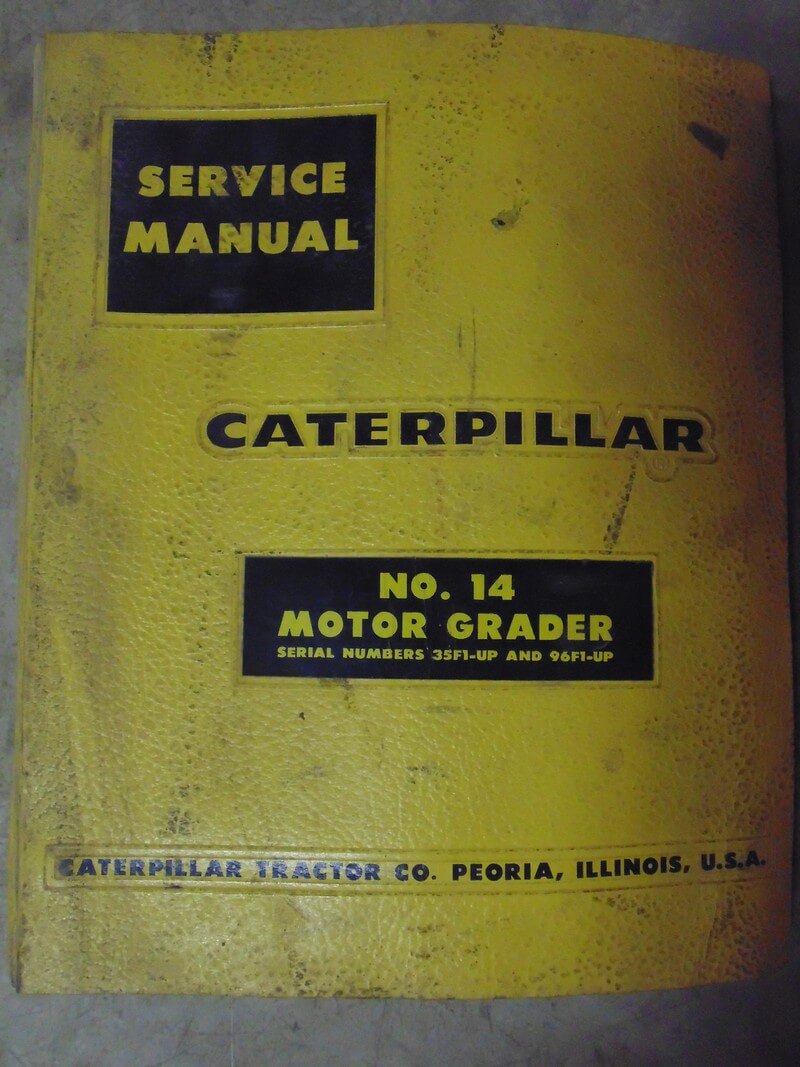 SERVICE
MANUAL
CATERPILLAR
NO. 14
MOTOR GRADER
SERIAL NUMBERS 35F1-UP AND 96F1-UP
CATERPILLAR TRACTOR CO. PEORIA, ILLINOIS, U.S.A.